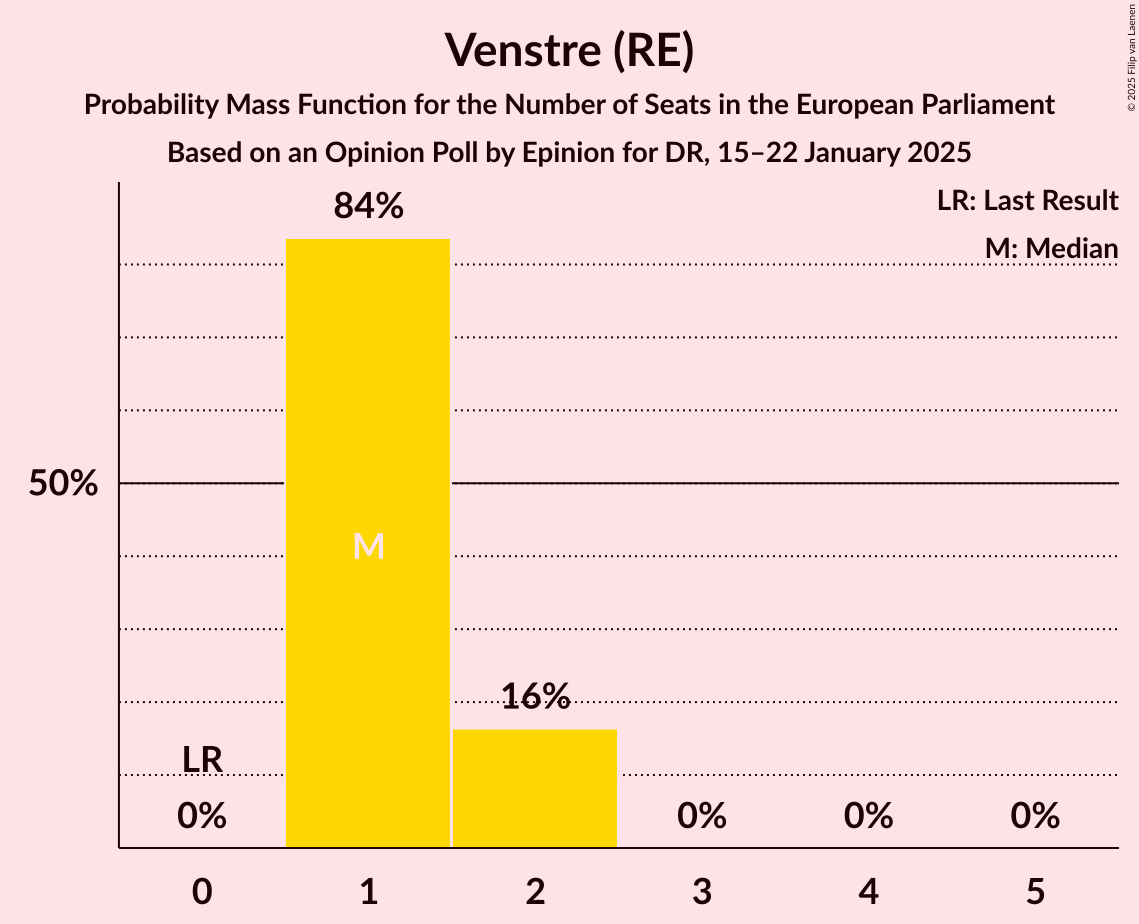 Venstre (RE)
Probability Mass Function for the Number of Seats in the European Parliament
Based on an Opinion Poll by Epinion for DR, 15–22 January 2025
© 2025 Filip van Laenen
LR: Last Result
M: Median
84%
50%
M
16%
LR
0%
0%
0%
0%
0
1
2
3
4
5